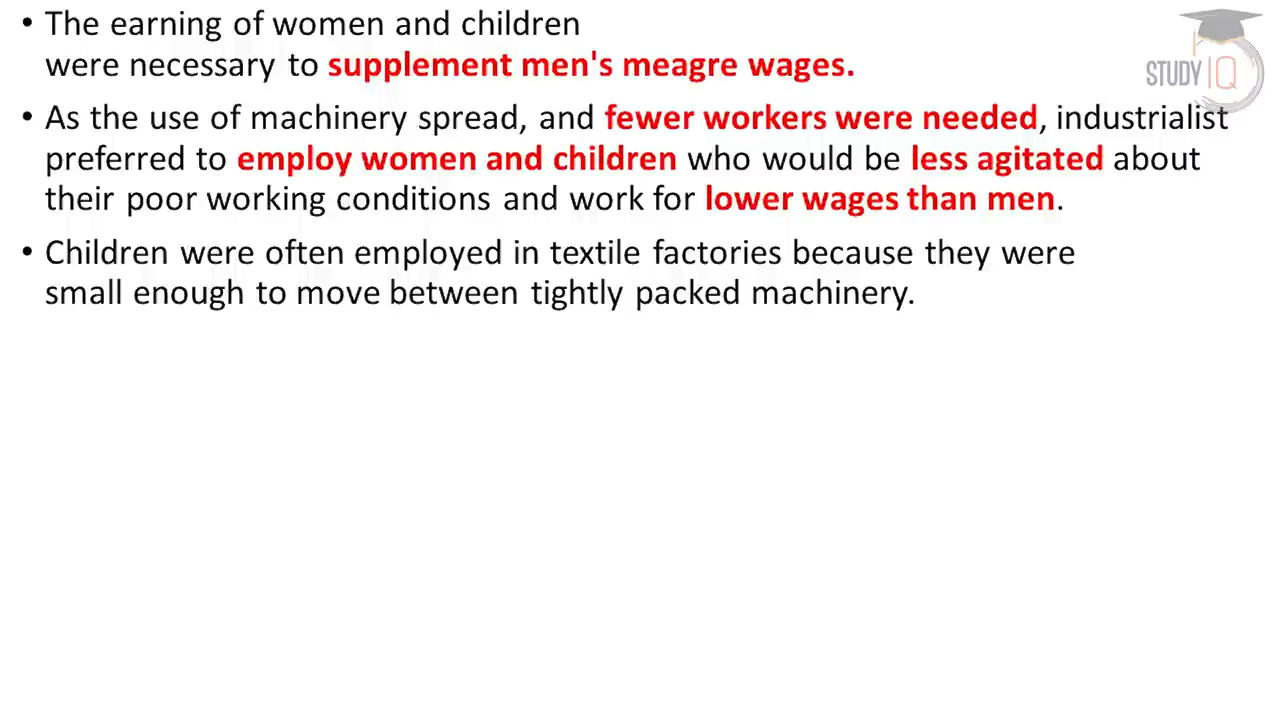 • The earning of women and children
were necessary to supplement men's meagre wages.
• As the use of machinery spread, and fewer workers were needed, industrialist
preferred to employ women and children who would be less agitated about
their poor working conditions and work for lower wages than men.
• Children were often employed in textile factories because they were
small enough to move between tightly packed machinery.
STUDY IQ